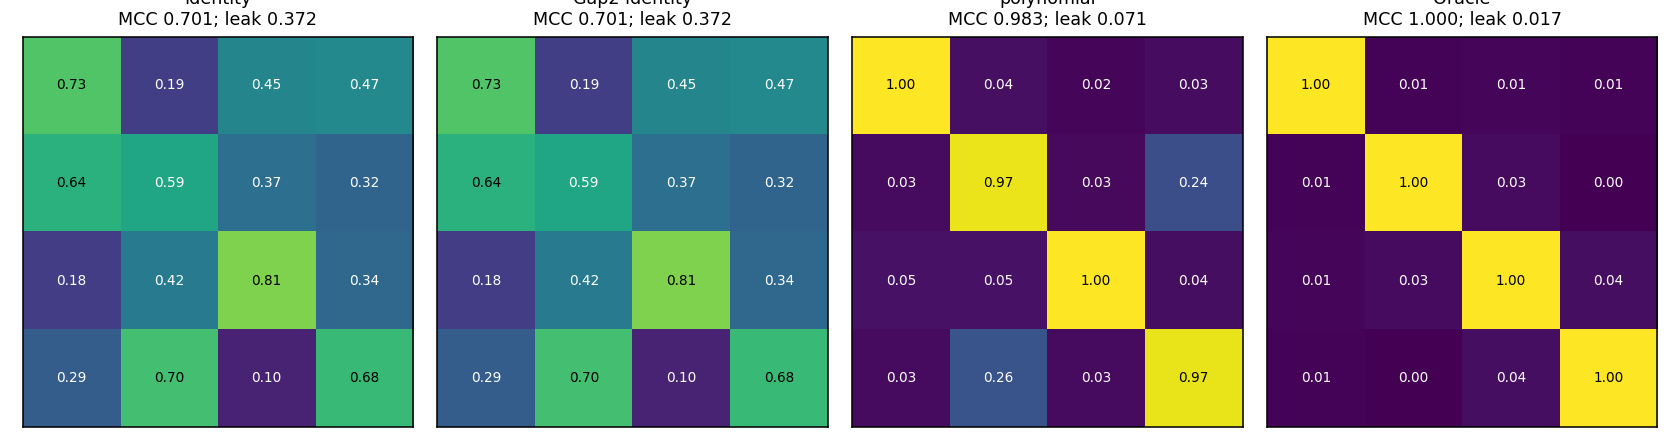 identity
Gap2 identity
polynomial
Oracle
MCC 0.701; leak 0.372
MCC 0.701; leak 0.372
MCC 0.983; leak 0.071
MCC 1.000; leak 0.017
0.73 0.19 0.45 0.47
0.73 0.19 0.45 0.47
1.00 0.04 0.02 0.03
1.00 0.01 0.01 0.01
0.64 0.59 0.37 0.32
0.64 0.59 0.37 0.32
0.03 0.97 0.03 0.24
0.01 1.00 0.03 0.00
0.18 0.42 0.81 0.34
0.18 0.42 0.81 0.34
0.05 0.05 1.00 0.04
0.01 0.03 1.00 0.04
0.29 0.70 0.10 0.68
0.29 0.70 0.10 0.68
0.03 0.26 0.03 0.97
0.01 0.00 0.04 1.00